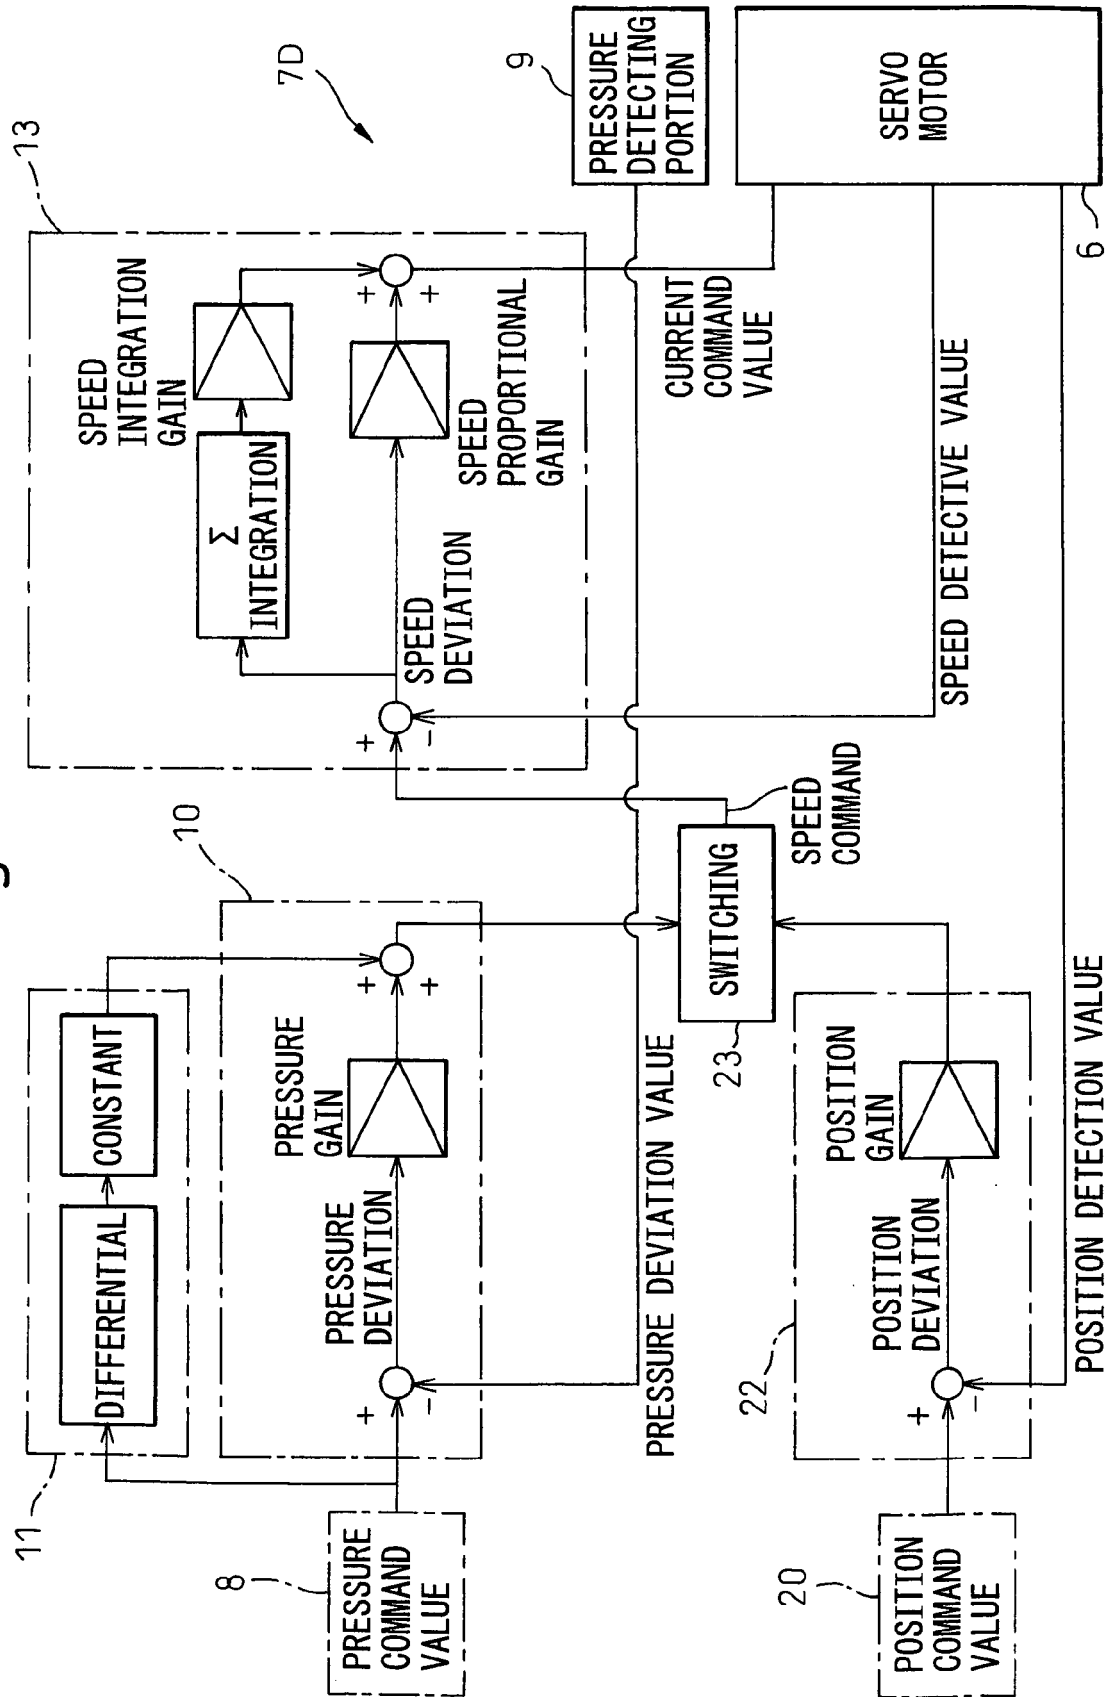 11
DIFFERENTIAL
CONSTANT
10
8
PRESSURE
COMMAND
VALUE
+
-
PRESSURE
DEVIATION
PRESSURE
GAIN
+
+
PRESSURE DEVIATION VALUE
20
POSITION
COMMAND
VALUE
22
+
-
POSITION
DEVIATION
POSITION
GAIN
POSITION DETECTION VALUE
23
SWITCHING
SPEED
COMMAND
13
+
-
SPEED
DEVIATION
Σ
INTEGRATION
SPEED
INTEGRATION
GAIN
SPEED
PROPORTIONAL
GAIN
+
+
CURRENT
COMMAND
VALUE
SPEED DETECTIVE VALUE
7D
9
PRESSURE
DETECTING
PORTION
SERVO
MOTOR
6